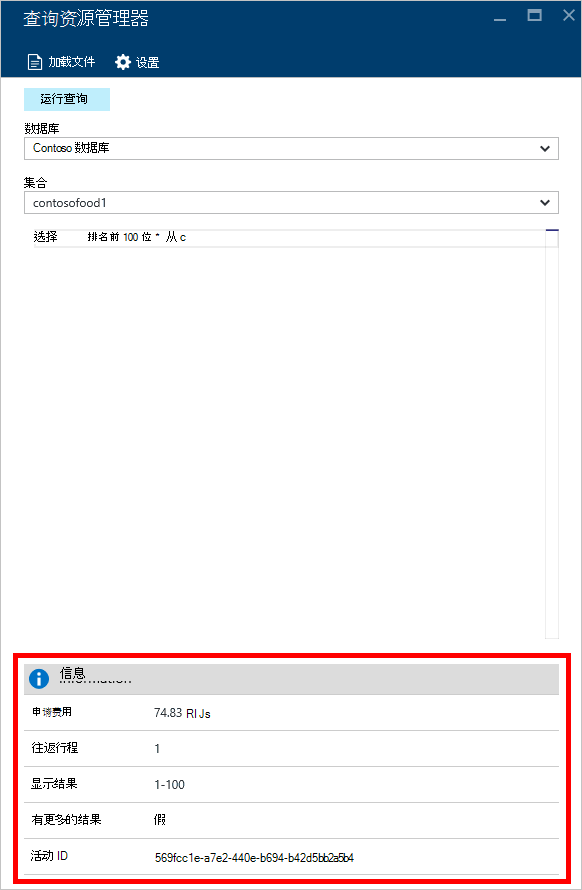 查询资源管理器
加载文件 设置
运行查询
数据库
Contoso 数据库
集合
contosofood1
选择 排名前 100 位 * 从 c
信息
申请费用 74.83 RIJs
往返行程 1
显示结果 1-100
有更多的结果 假
活动 ID 569fcc1e-a7e2-440e-b694-b42d5bb2a5b4